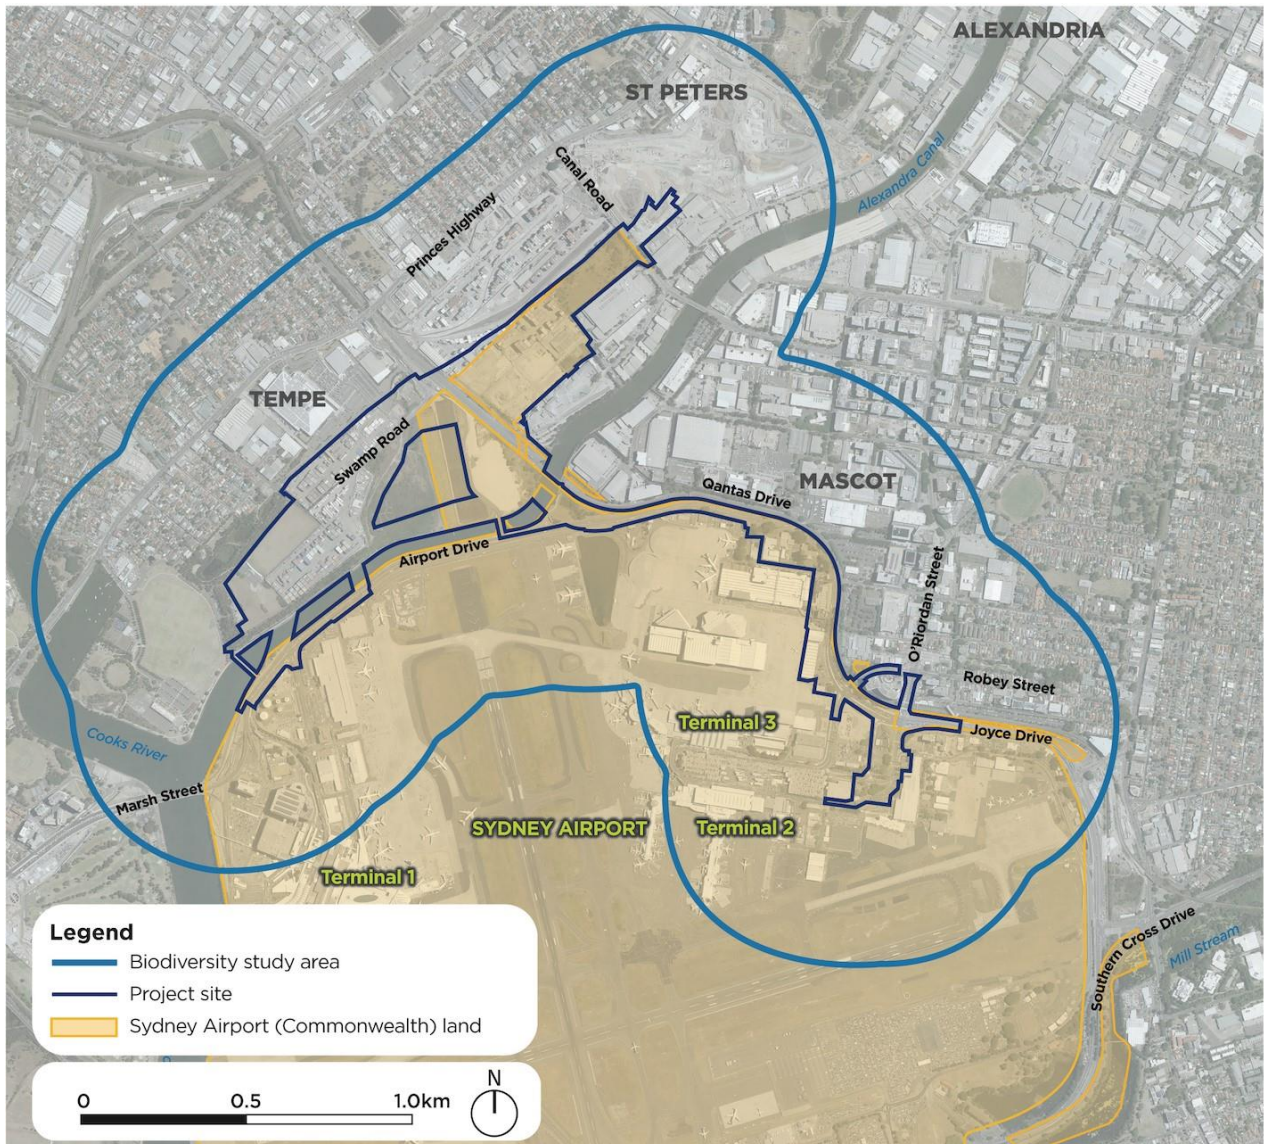 ALEXANDRIA
ST PETERS
Canal Road
Alexandra Canal
Princes Highway
TEMPE
Swamp Road
MASCOT
Qantas Drive
Airport Drive
O'Riordan Street
Robey Street
Terminal 3
Joyce Drive
Cooks River
Marsh Street
SYDNEY AIRPORT
Terminal 2
Terminal 1
Southern Cross Drive
Mill Stream
Legend
Biodiversity study area
Project site
Sydney Airport (Commonwealth) land
0 0.5 1.0km
N